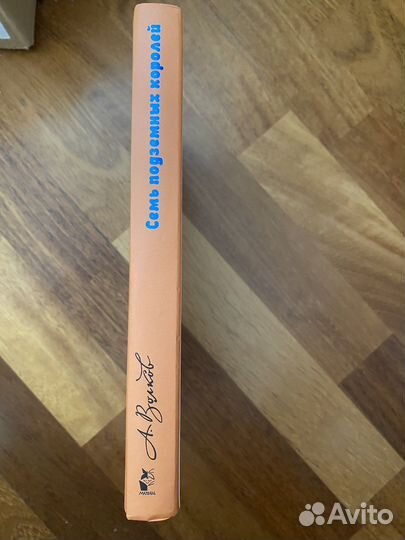 Семь подземных королей
А. Волков
Avito